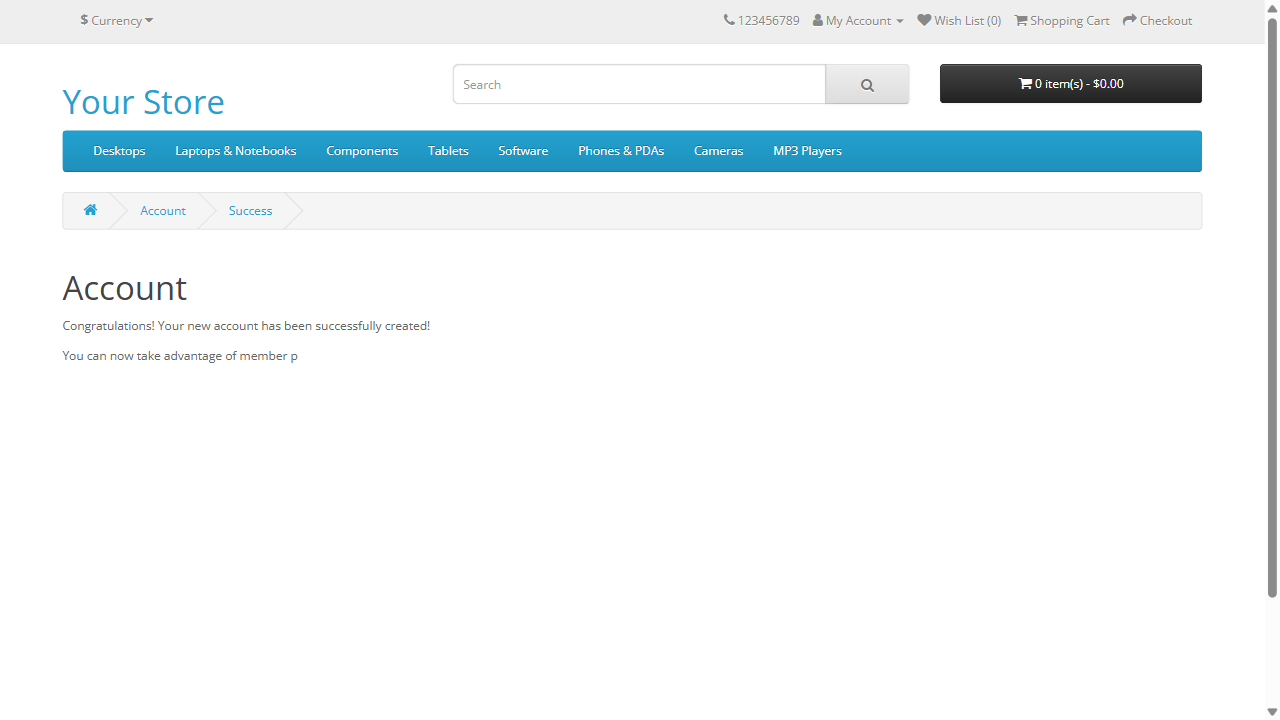 $ Currency
123456789 My Account Wish List (0) Shopping Cart Checkout
Your Store
Search
0 item(s) - $0.00
Desktops Laptops & Notebooks Components Tablets Software Phones & PDAs Cameras MP3 Players
Account Success
Account
Congratulations! Your new account has been successfully created!
You can now take advantage of member p